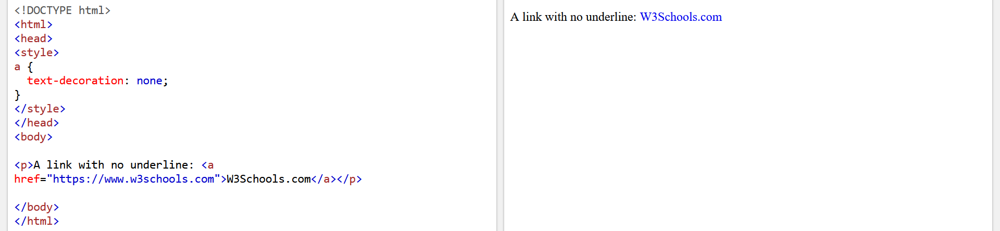 <!DOCTYPE html>
<html>
<head>
<style>
a {
  text-decoration: none;
}
</style>
</head>
<body>

<p>A link with no underline: <a
href="https://www.w3schools.com">W3Schools.com</a></p>

</body>
</html>
A link with no underline: W3Schools.com